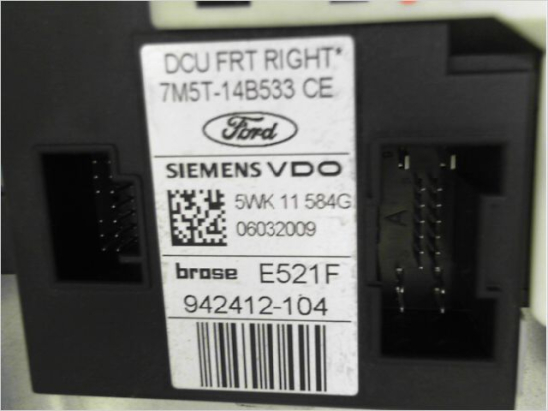 DCU FRT RIGHT*
7M5T-14B533 CE
Ford
SIEMENS VDO
5WK 11 584G
06032009
brose E521F
942412-104
A